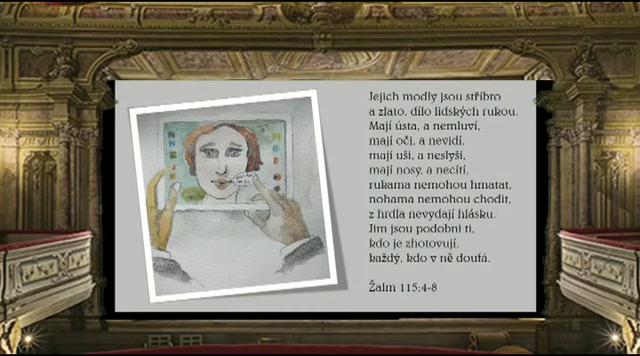 Jejich modly jsou stříbro
a zlato, dílo lidských rukou.
Mají ústa, a nemluví,
mají oči, a nevidí,
mají uši, a neslyší,
mají nosy, a necítí,
rukama nemohou hmatat,
nohama nemohou chodit,
z hrdla nevydají hlásku.
Jim jsou podobni ti,
kdo je zhotovují,
každý, kdo v ně doufá.
Žalm 115:4-8